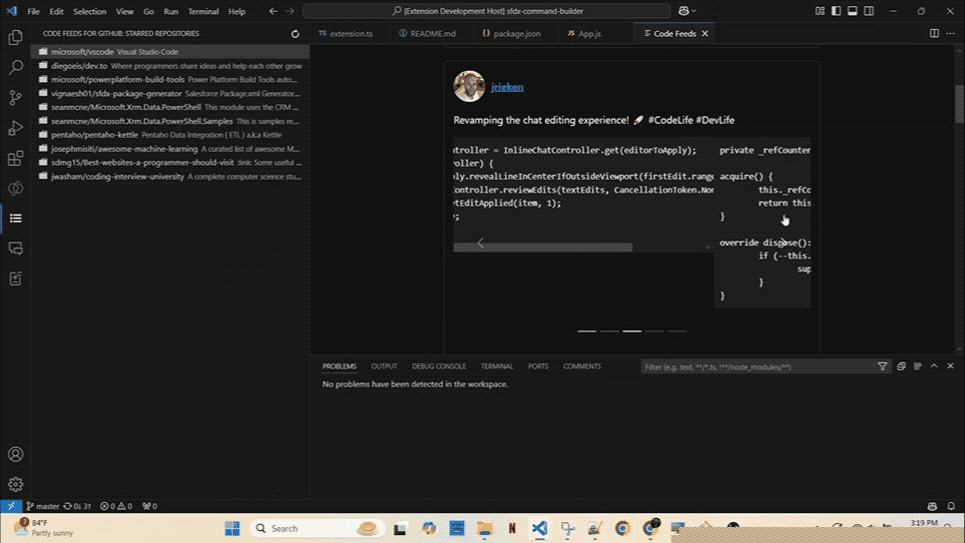 File Edit Selection View Go Run Terminal Help
[Extension Development Host] sfdx-command-builder
CODE FEEDS FOR GITHUB: STARRED REPOSITORIES
microsoft/vscode Visual Studio Code
diegoeis/dev.to Where programmers share ideas and help each other grow
microsoft/powerplatform-build-tools Power Platform Build Tools auto...
vignaesh01/sfdx-package-generator Salesforce Package.xml Generator...
seanmcne/Microsoft.Xrm.Data.PowerShell This module uses the CRM ...
seanmcne/Microsoft.Xrm.Data.PowerShell.Samples This is samples re...
pentaho/pentaho-kettle Pentaho Data Integration ( ETL ) a.k.a Kettle
josephmisiti/awesome-machine-learning A curated list of awesome M...
sdmg15/Best-websites-a-programmer-should-visit :link: Some useful ...
jwasham/coding-interview-university A complete computer science stu...
TS extension.ts
README.md
{} package.json
JS App.js
Code Feeds
jrieken
Revamping the chat editing experience! 🚀 #CodeLife #DevLife
ntroller = InlineChatController.get(editorToApply);
roller) {
ply.revealLineInCenterIfOutsideViewport(firstEdit.range
Controller.reviewEdits(textEdits, CancellationToken.Non
etEditApplied(item, 1);
;
private _refCounter
acquire() {
this._refCo
return this
}
override dispose():
if (--this.
sup
}
}
PROBLEMS OUTPUT DEBUG CONSOLE TERMINAL PORTS COMMENTS
Filter (e.g. text, **/*.ts, !**/node_modules/**)
No problems have been detected in the workspace.
master 0↓ 3↑ 0 0 0
7
84°F
Partly sunny
Search
3:19 PM